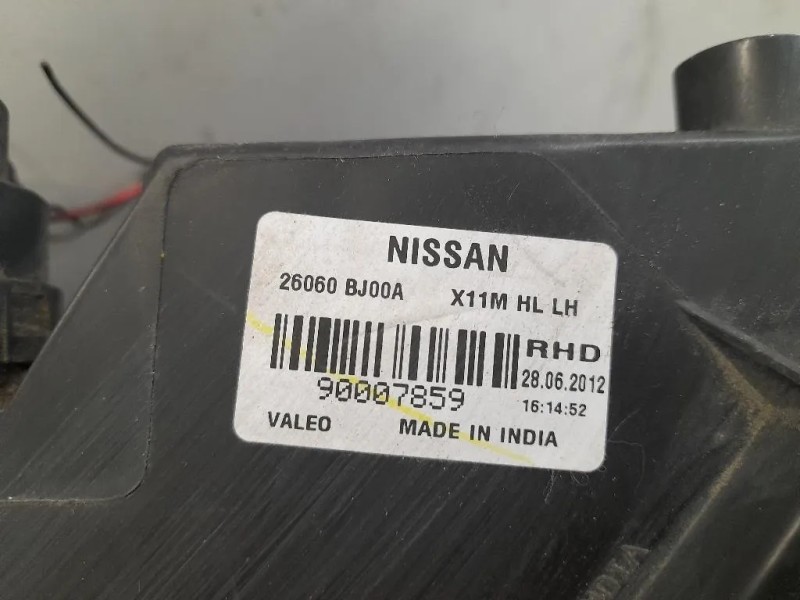 NISSAN
26060 BJ00A X11M HL LH
RHD
28.06.2012
90007859
16:14:52
VALEO MADE IN INDIA